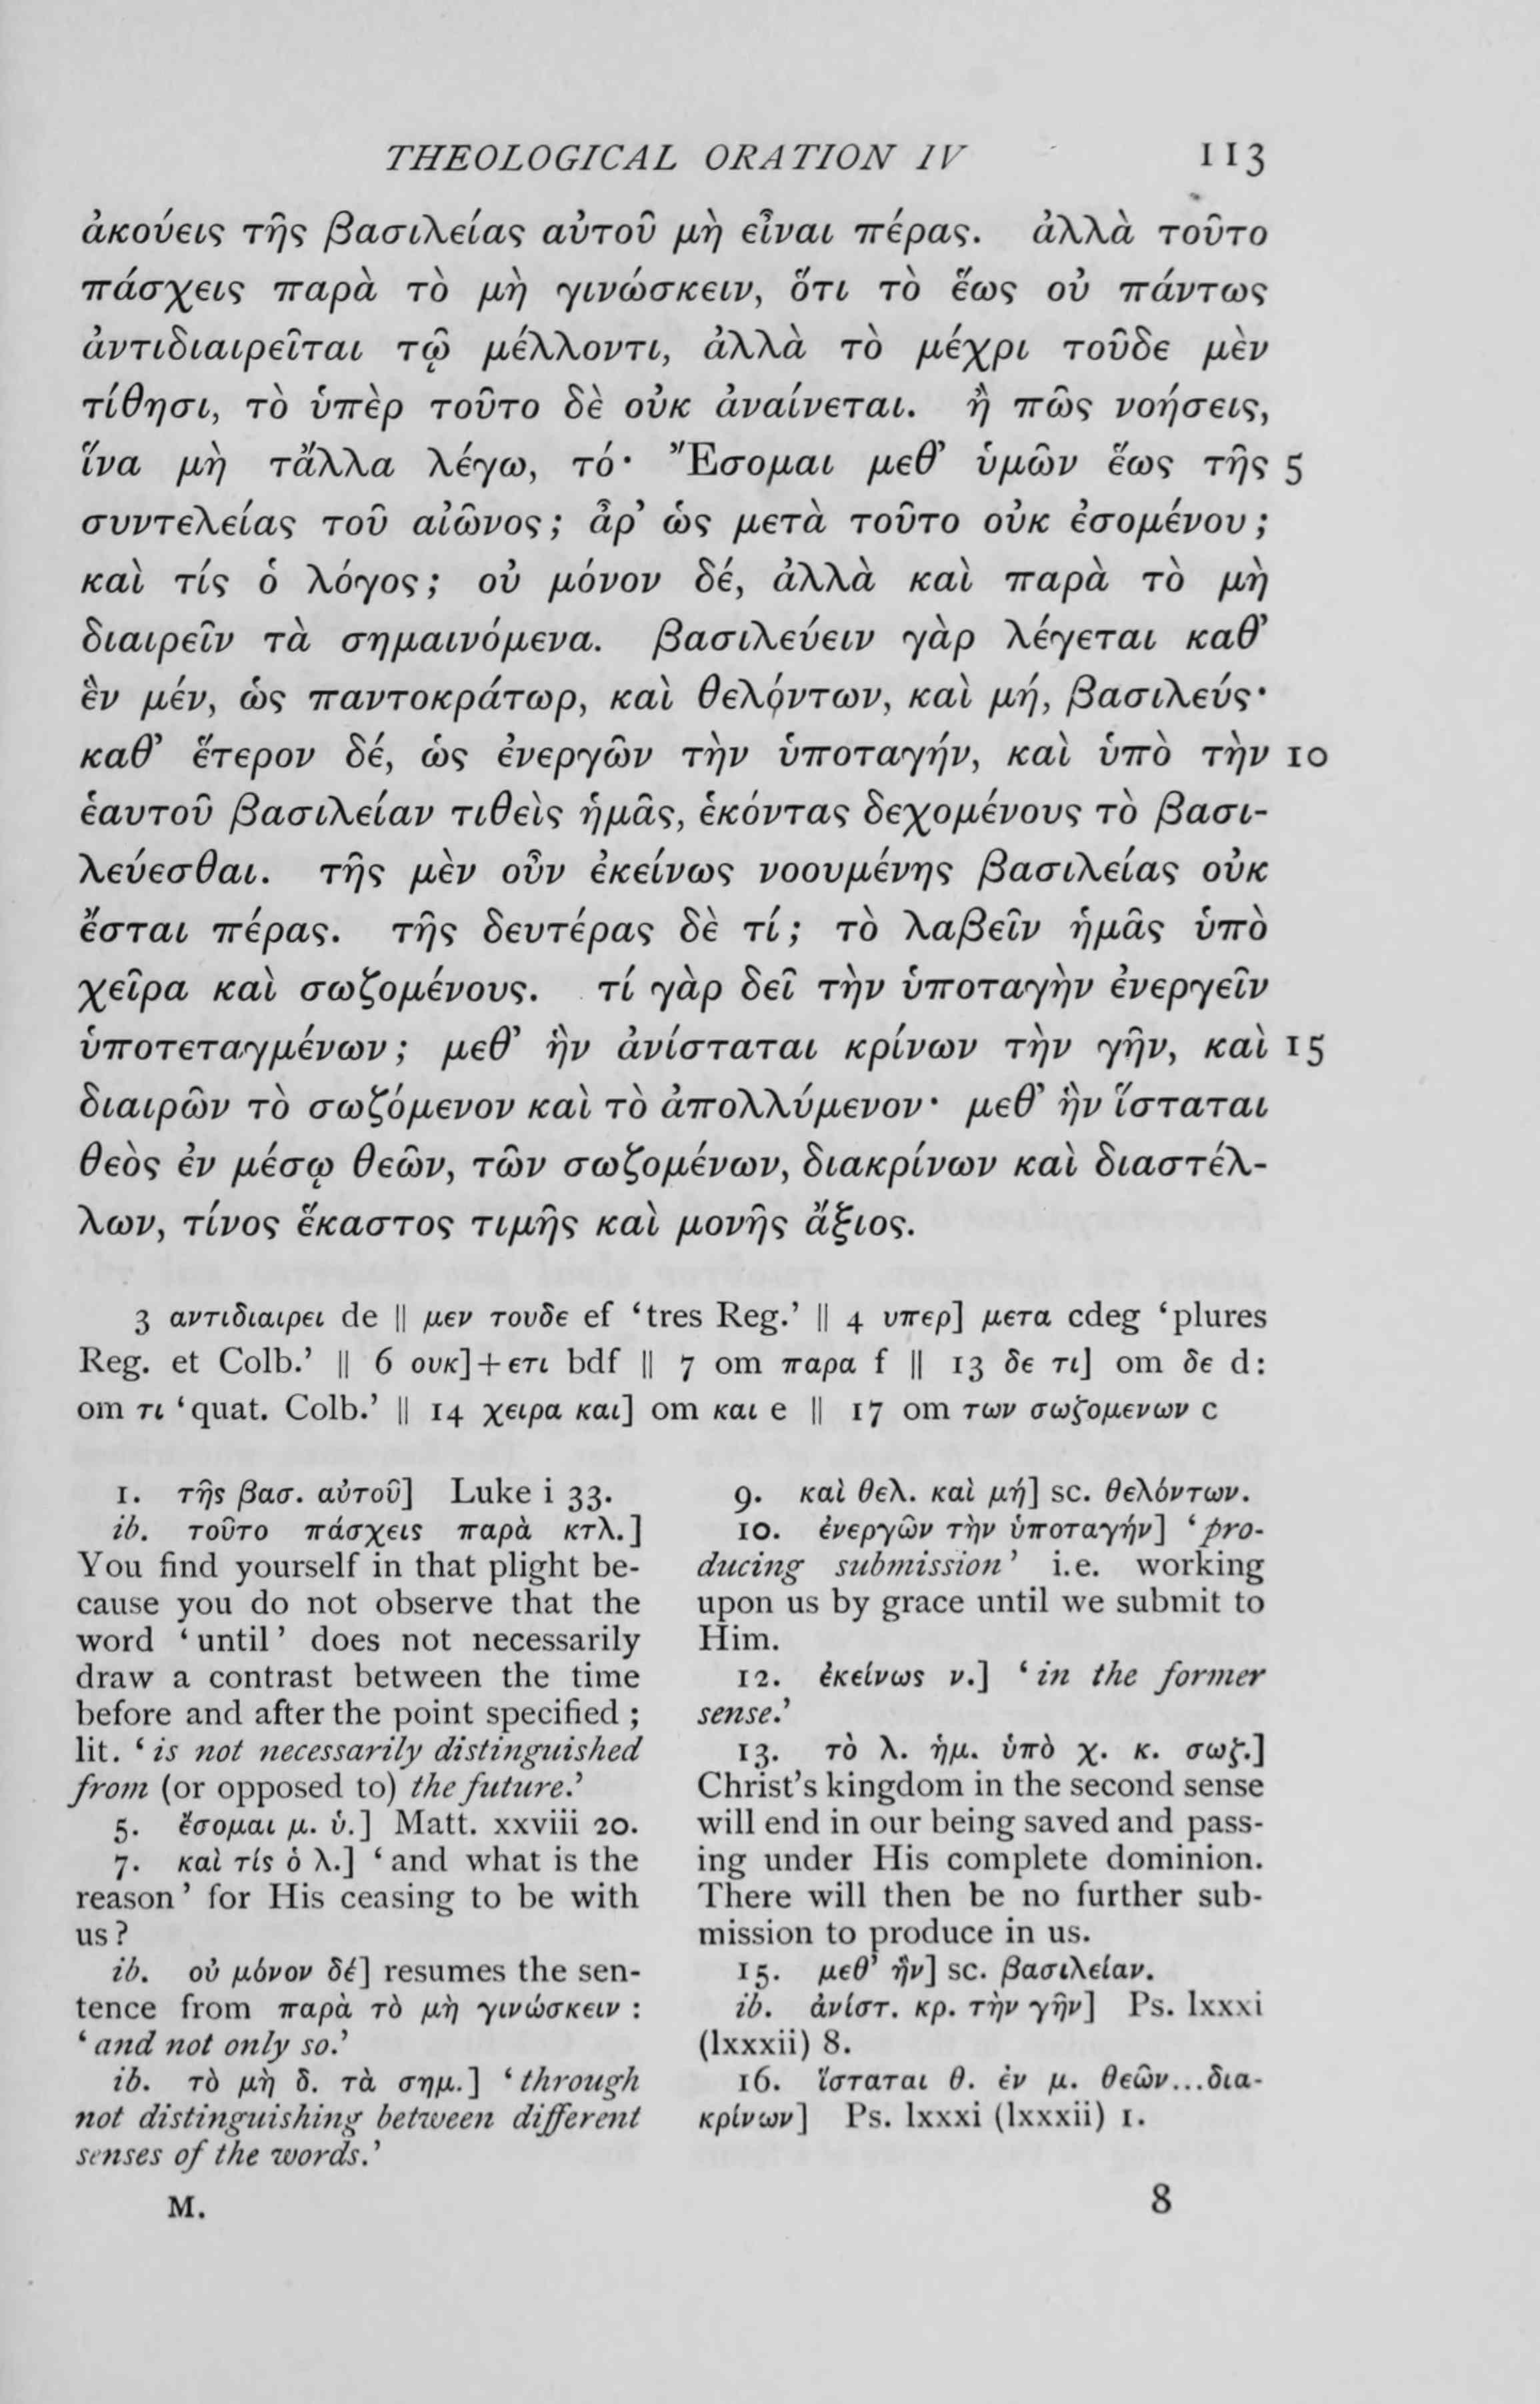 THEOLOGICAL ORATION IV 113
ἀκούεις τῆς βασιλείας αὐτοῦ μὴ εἶναι πέρας. ἀλλὰ τοῦτο
πάσχεις παρὰ τὸ μὴ γινώσκειν, ὅτι τὸ ἕως οὐ πάντως
ἀντιδιαιρεῖται τῷ μέλλοντι, ἀλλὰ τὸ μέχρι τοῦδε μὲν
τίθησι, τὸ ὑπὲρ τοῦτο δὲ οὐκ ἀναίνεται. ἢ πῶς νοήσεις,
ἵνα μὴ τἄλλα λέγω, τό· Ἔσομαι μεθ’ ὑμῶν ἕως τῆς 5
συντελείας τοῦ αἰῶνος; ἆρ’ ὡς μετὰ τοῦτο οὐκ ἐσομένου;
καὶ τίς ὁ λόγος; οὐ μόνον δέ, ἀλλὰ καὶ παρὰ τὸ μὴ
διαιρεῖν τὰ σημαινόμενα. βασιλεύειν γὰρ λέγεται καθ’
ἓν μέν, ὡς παντοκράτωρ, καὶ θελόντων, καὶ μή, βασιλεύς·
καθ’ ἕτερον δέ, ὡς ἐνεργῶν τὴν ὑποταγήν, καὶ ὑπὸ τὴν 10
ἑαυτοῦ βασιλείαν τιθεὶς ἡμᾶς, ἑκόντας δεχομένους τὸ βασι-
λεύεσθαι. τῆς μὲν οὖν ἐκείνως νοουμένης βασιλείας οὐκ
ἔσται πέρας. τῆς δευτέρας δὲ τί; τὸ λαβεῖν ἡμᾶς ὑπὸ
χεῖρα καὶ σωζομένους. τί γὰρ δεῖ τὴν ὑποταγὴν ἐνεργεῖν
ὑποτεταγμένων; μεθ’ ἣν ἀνίσταται κρίνων τὴν γῆν, καὶ 15
διαιρῶν τὸ σωζόμενον καὶ τὸ ἀπολλύμενον· μεθ’ ἣν ἵσταται
θεὸς ἐν μέσῳ θεῶν, τῶν σωζομένων, διακρίνων καὶ διαστέλ-
λων, τίνος ἕκαστος τιμῆς καὶ μονῆς ἄξιος.
3 αντιδιαιρει de || μεν τουδε ef ‘tres Reg.’ || 4 υπερ] μετα cdeg ‘plures
Reg. et Colb.’ || 6 ουκ]+ετι bdf || 7 om παρα f || 13 δε τι] om δε d:
om τι ‘quat. Colb.’ || 14 χειρα και] om και e || 17 om των σωζομενων c
1. τῆς βασ. αὐτοῦ] Luke i 33.
ib. τοῦτο πάσχεις παρὰ κτλ.]
You find yourself in that plight be-
cause you do not observe that the
word ‘until’ does not necessarily
draw a contrast between the time
before and after the point specified;
lit. ‘is not necessarily distinguished
from (or opposed to) the future.’
5. ἔσομαι μ. ὑ.] Matt. xxviii 20.
7. καὶ τίς ὁ λ.] ‘and what is the
reason’ for His ceasing to be with
us?
ib. οὐ μόνον δέ] resumes the sen-
tence from παρὰ τὸ μὴ γινώσκειν:
‘and not only so.’
ib. τὸ μὴ δ. τὰ σημ.] ‘through
not distinguishing between different
senses of the words.’
9. καὶ θελ. καὶ μή] sc. θελόντων.
10. ἐνεργῶν τὴν ὑποταγήν] ‘pro-
ducing submission’ i.e. working
upon us by grace until we submit to
Him.
12. ἐκείνως ν.] ‘in the former
sense.’
13. τὸ λ. ἡμ. ὑπὸ χ. κ. σωζ.]
Christ’s kingdom in the second sense
will end in our being saved and pass-
ing under His complete dominion.
There will then be no further sub-
mission to produce in us.
15. μεθ’ ἣν] sc. βασιλείαν.
ib. ἀνίστ. κρ. τὴν γῆν] Ps. lxxxi
(lxxxii) 8.
16. ἵσταται θ. ἐν μ. θεῶν...δια-
κρίνων] Ps. lxxxi (lxxxii) 1.
M. 8